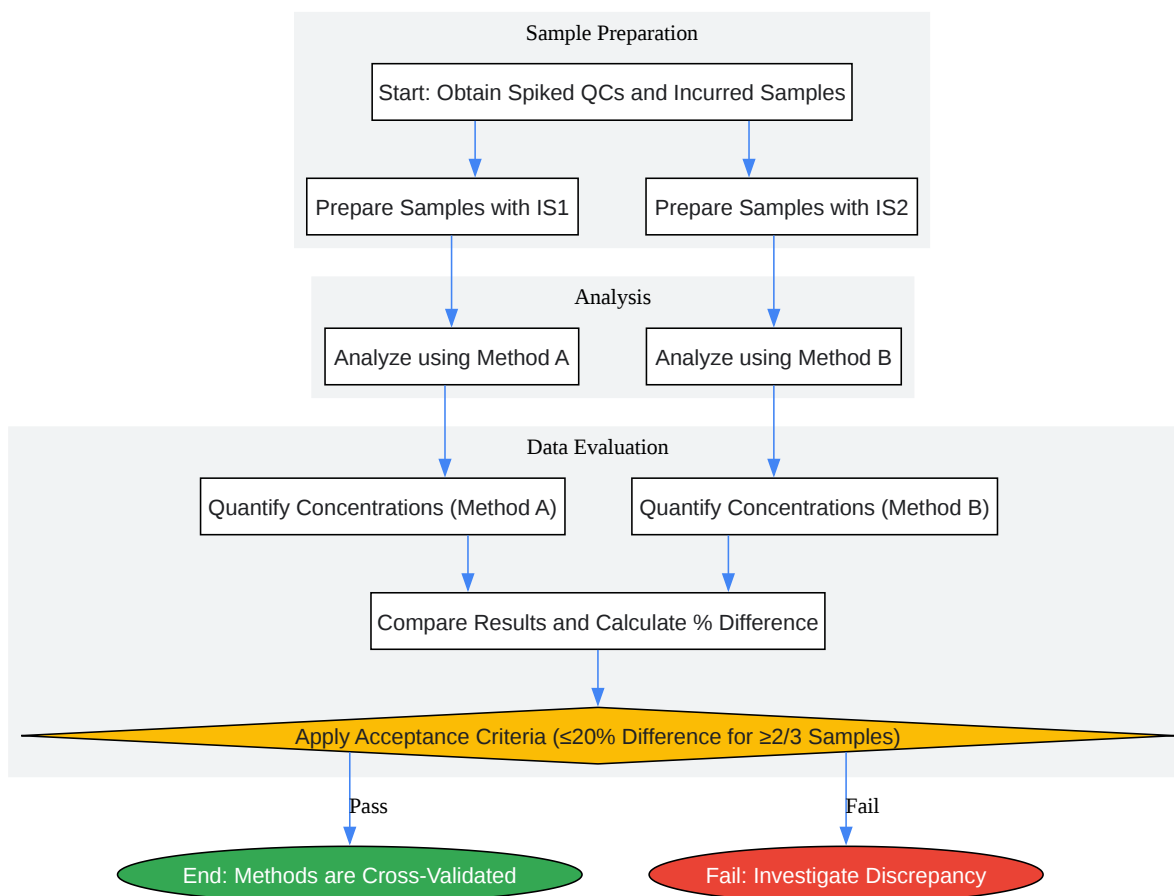 Sample Preparation
Start: Obtain Spiked QCs and Incurred Samples
Prepare Samples with IS1
Prepare Samples with IS2
Analysis
Analyze using Method A
Analyze using Method B
Data Evaluation
Quantify Concentrations (Method A)
Quantify Concentrations (Method B)
Compare Results and Calculate % Difference
Apply Acceptance Criteria (≤20% Difference for ≥2/3 Samples)
Pass
Fail
End: Methods are Cross-Validated
Fail: Investigate Discrepancy